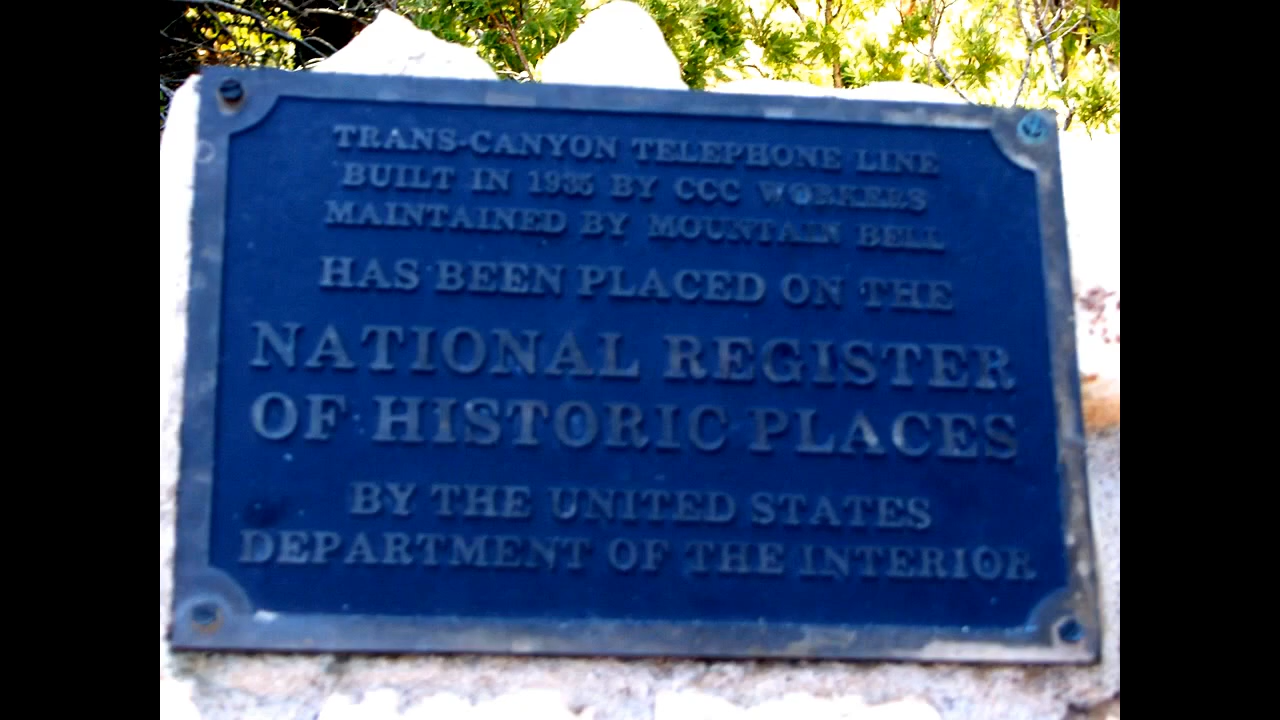 TRANS-CANYON TELEPHONE LINE
BUILT IN 1935 BY CCC WORKERS
MAINTAINED BY MOUNTAIN BELL
HAS BEEN PLACED ON THE
NATIONAL REGISTER
OF HISTORIC PLACES
BY THE UNITED STATES
DEPARTMENT OF THE INTERIOR